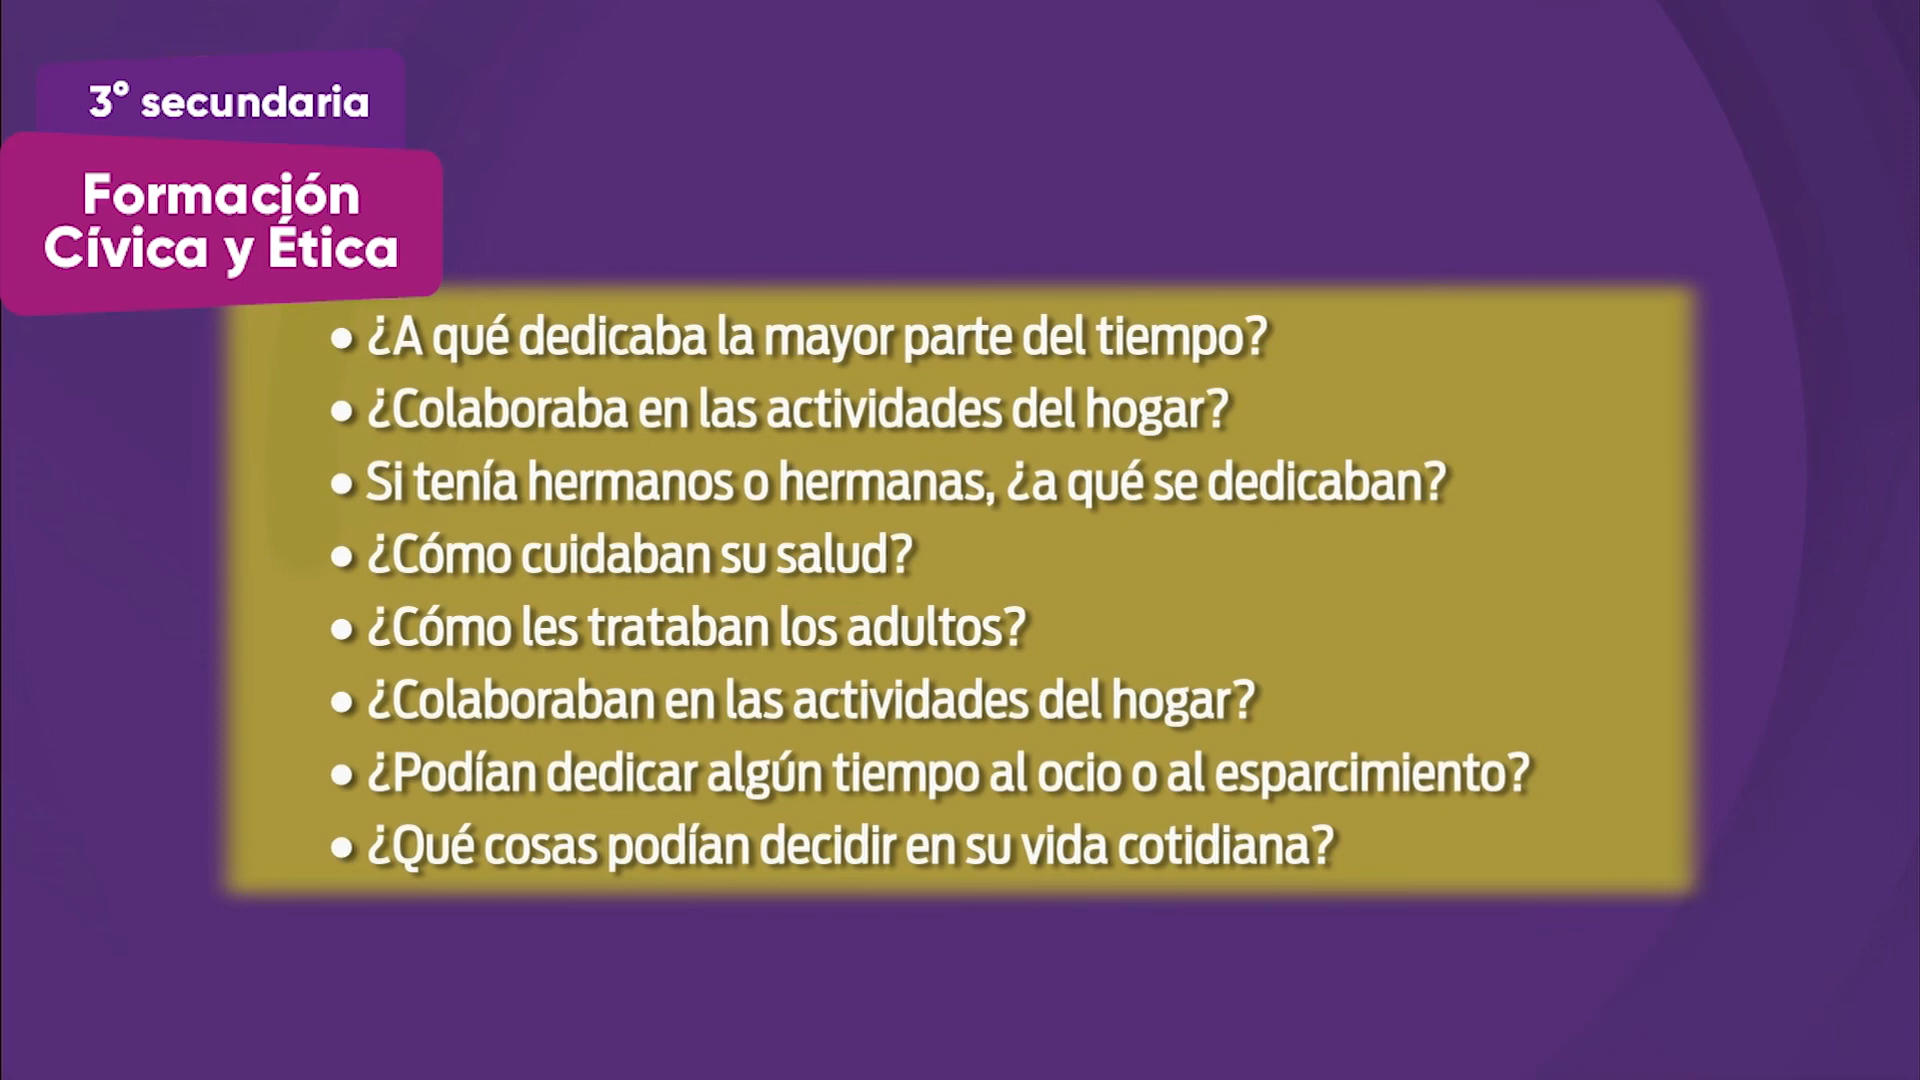 3° secundaria
Formación
Cívica y Ética
• ¿A qué dedicaba la mayor parte del tiempo?
• ¿Colaboraba en las actividades del hogar?
• Si tenía hermanos o hermanas, ¿a qué se dedicaban?
• ¿Cómo cuidaban su salud?
• ¿Cómo les trataban los adultos?
• ¿Colaboraban en las actividades del hogar?
• ¿Podían dedicar algún tiempo al ocio o al esparcimiento?
• ¿Qué cosas podían decidir en su vida cotidiana?